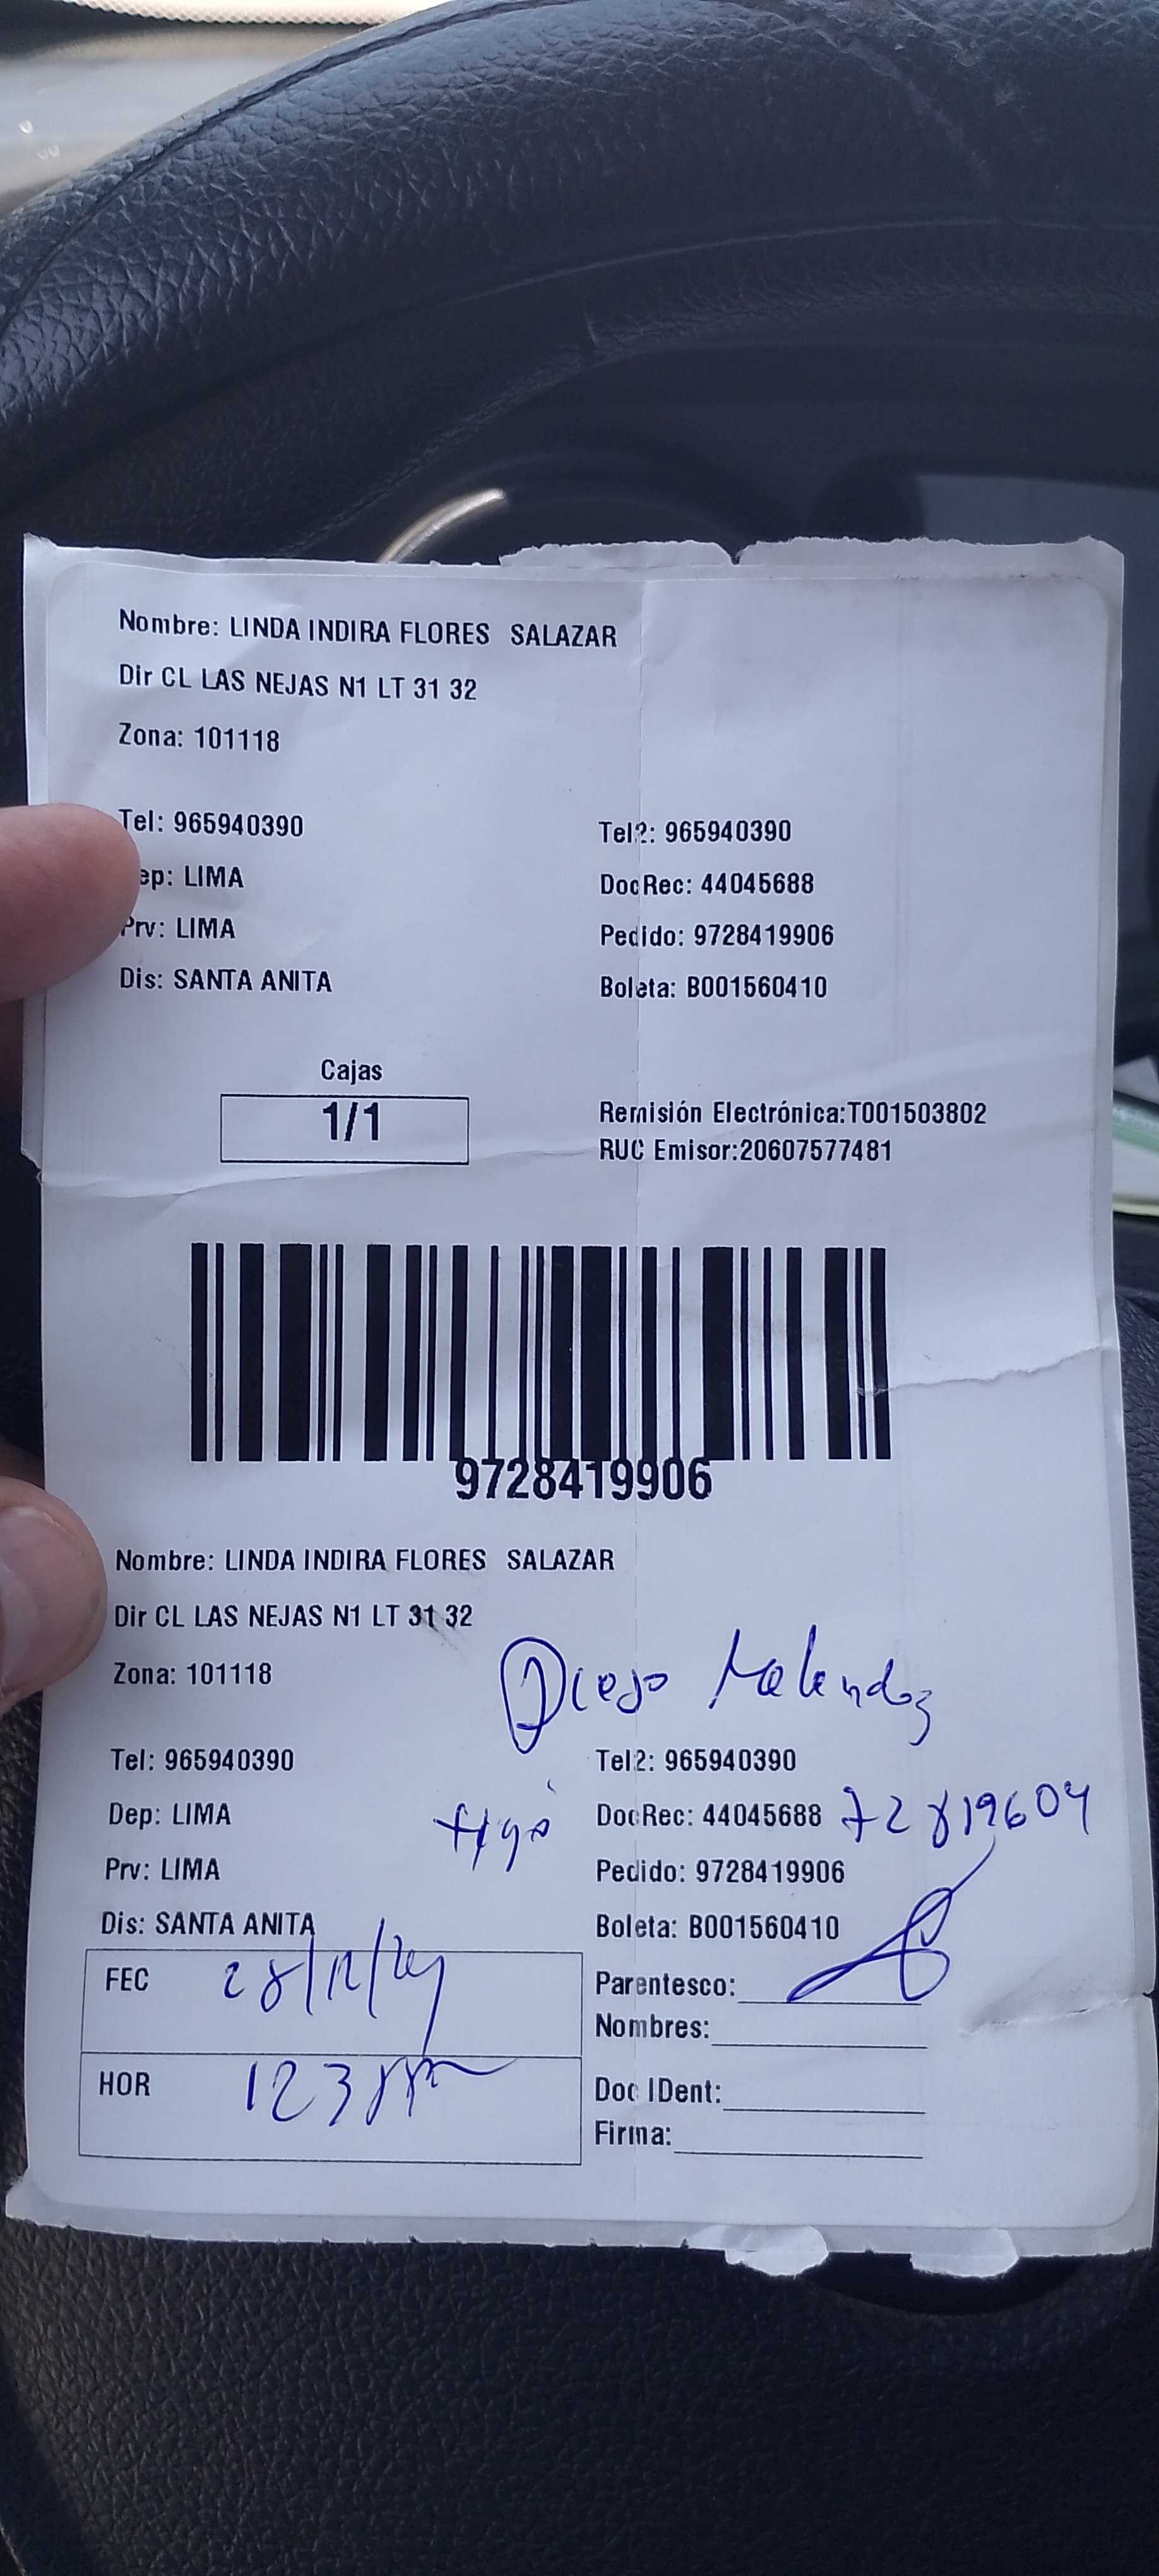 Nombre: LINDA INDIRA FLORES SALAZAR
Dir CL LAS NEJAS N1 LT 31 32
Zona: 101118
Tel: 965940390
Tel2: 965940390
ep: LIMA
DocRec: 44045688
Prv: LIMA
Pedido: 9728419906
Dis: SANTA ANITA
Boleta: B001560410
Cajas
1/1
Remisión Electrónica:T001503802
RUC Emisor:20607577481
9728419906
Nombre: LINDA INDIRA FLORES SALAZAR
Dir CL LAS NEJAS N1 LT 31 32
Zona: 101118
Diego Melendez
Tel: 965940390
Tel2: 965940390
Dep: LIMA
DocRec: 44045688 72819604
Prv: LIMA
Pedido: 9728419906
Dis: SANTA ANITA
Boleta: B001560410
FEC 28/12/24
Parentesco:
Nombres:
HOR 123
Doc IDent:
Firma: